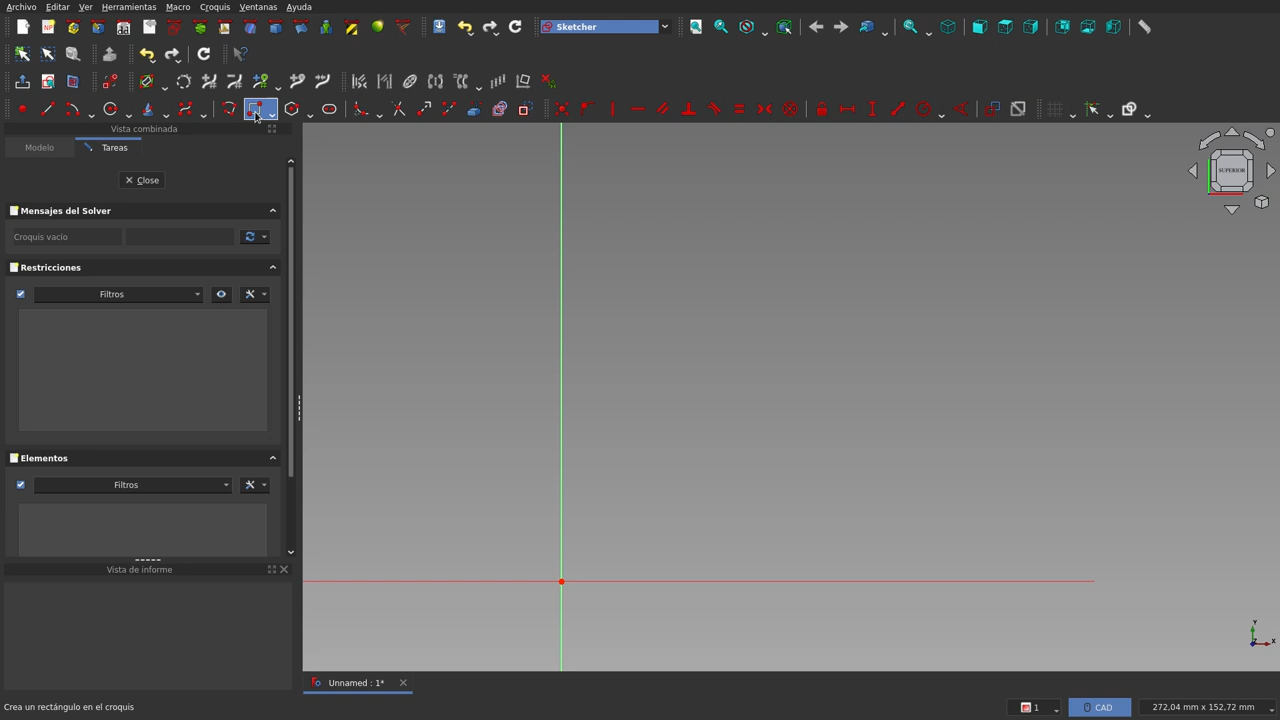 Archivo Editar Ver Herramientas Macro Croquis Ventanas Ayuda
Sketcher
Vista combinada
Modelo Tareas
Close
Mensajes del Solver
Croquis vacío
Restricciones
Filtros
Elementos
Filtros
Vista de informe
SUPERIOR
Y
Z X
Unnamed : 1*
Crea un rectángulo en el croquis
1 CAD 272,04 mm x 152,72 mm